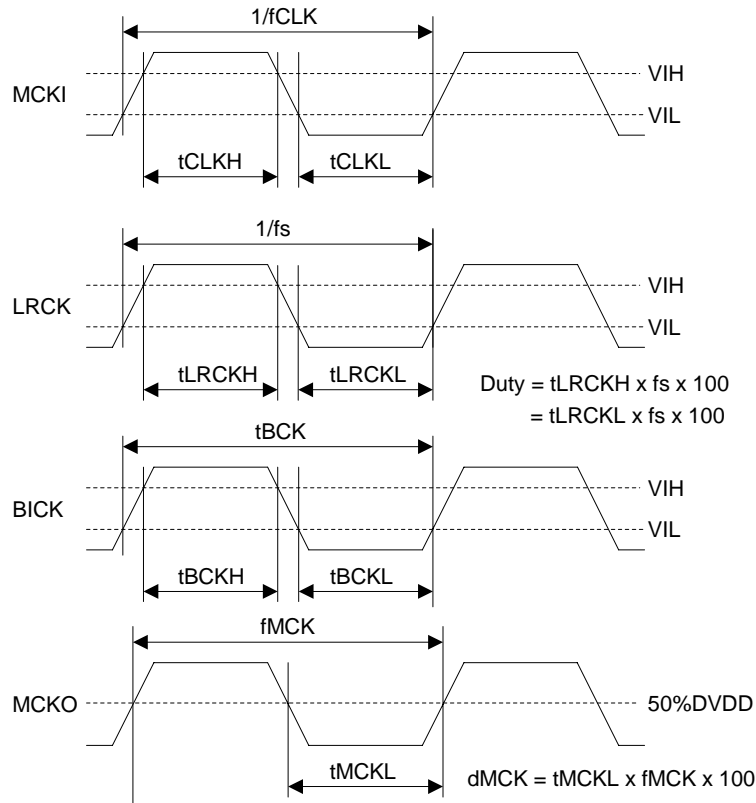 1/fCLK
VIH
MCKI
VIL
tCLKH
tCLKL
1/fs
VIH
LRCK
VIL
tLRCKH
tLRCKL
Duty = tLRCKH x fs x 100
= tLRCKL x fs x 100
tBCK
VIH
BICK
VIL
tBCKH
tBCKL
fMCK
MCKO
50%DVDD
tMCKL
dMCK = tMCKL x fMCK x 100